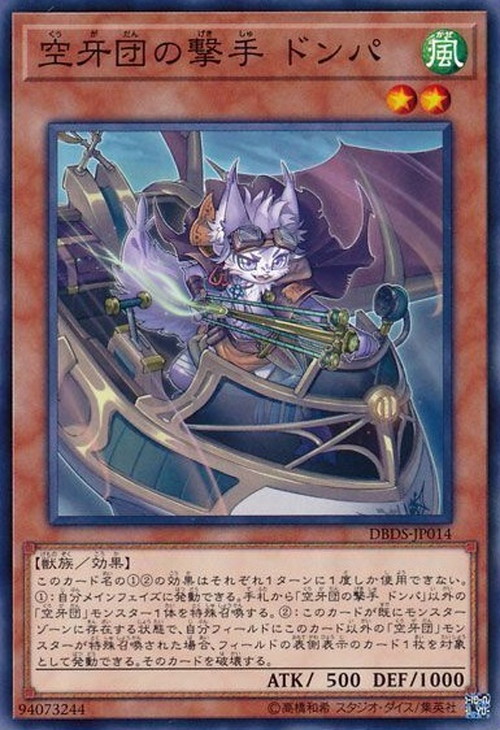 空牙団の撃手 ドンパ
風
DBDS-JP014
【獣族／効果】
このカード名の①②の効果はそれぞれ1ターンに1度しか使用できない。
①：自分メインフェイズに発動できる。手札から「空牙団の撃手 ドンパ」以外の
「空牙団」モンスター1体を特殊召喚する。②：このカードが既にモンスター
ゾーンに存在する状態で、自分フィールドにこのカード以外の「空牙団」モン
スターが特殊召喚された場合、フィールドの表側表示のカード1枚を対象
として発動できる。そのカードを破壊する。
ATK/ 500 DEF/1000
94073244
©高橋和希 スタジオ・ダイス/集英社